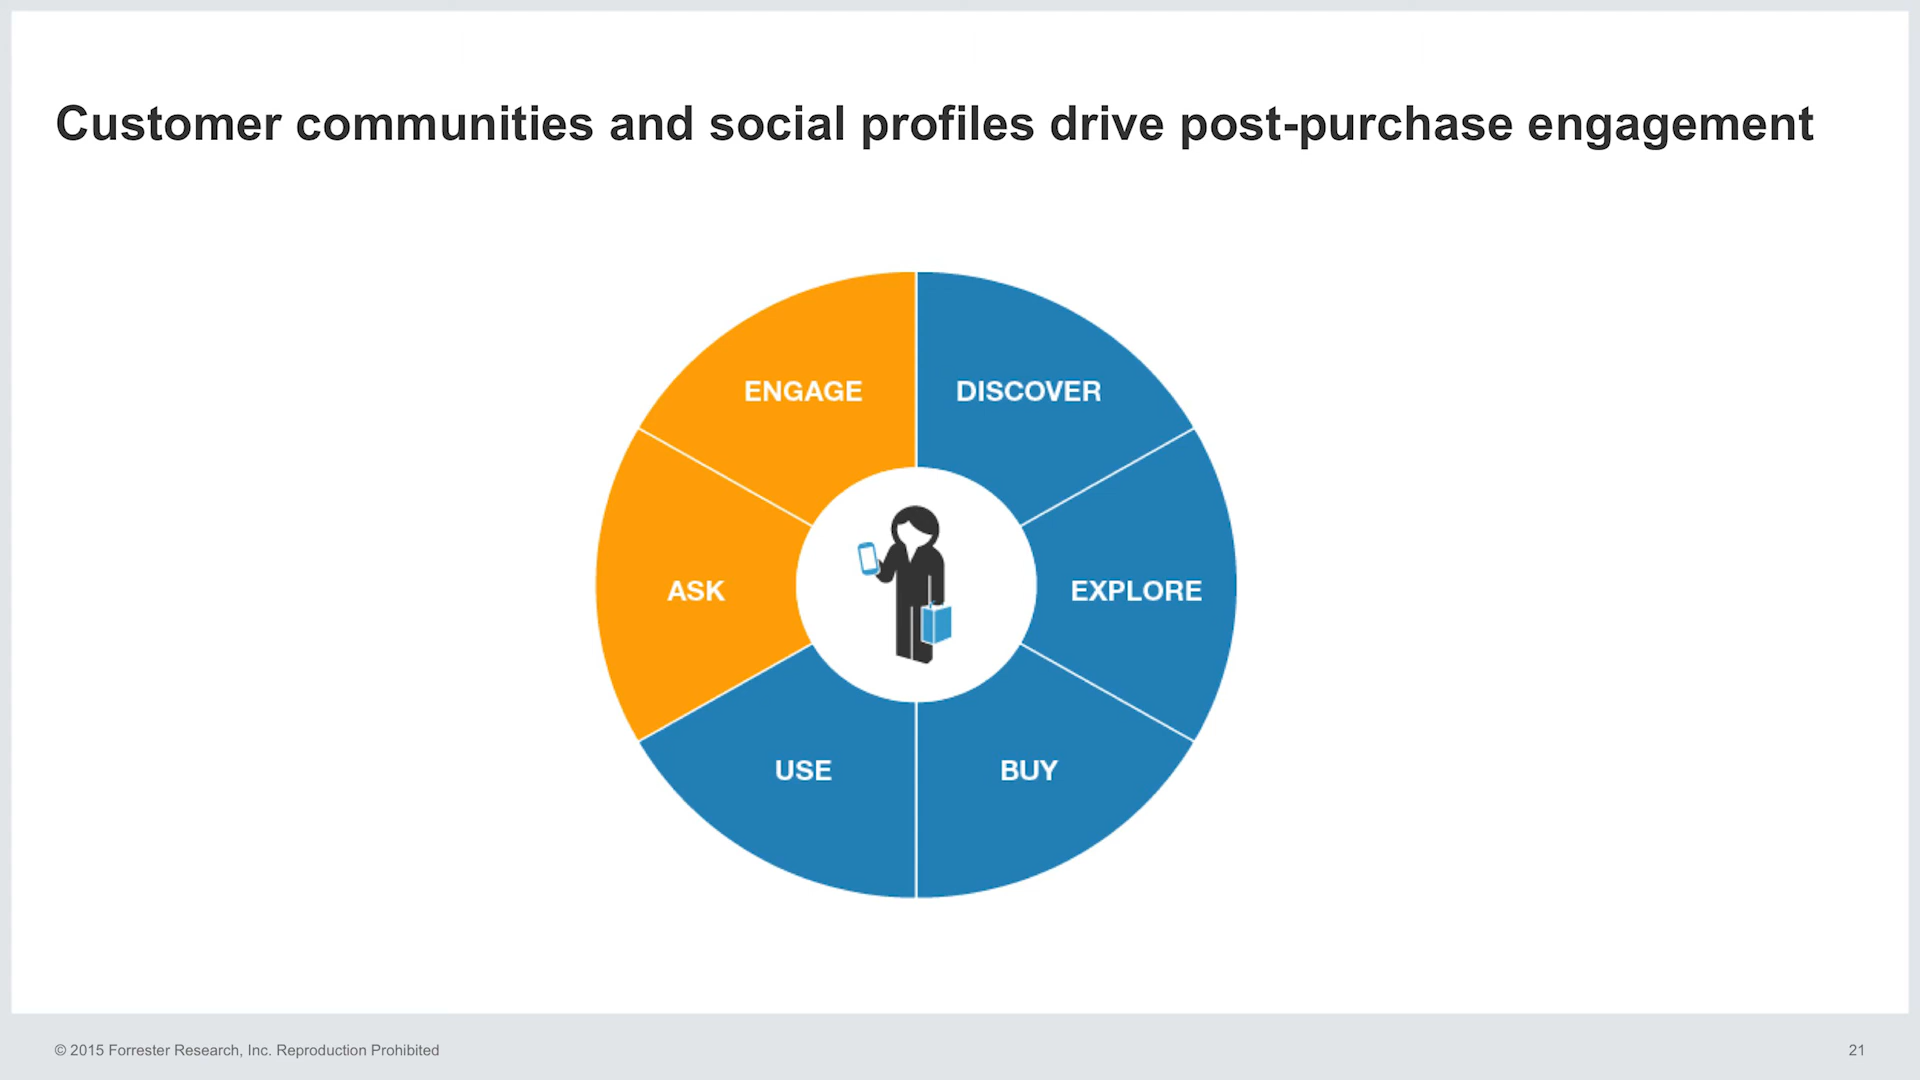 Customer communities and social profiles drive post-purchase engagement
ENGAGE
DISCOVER
ASK
EXPLORE
USE
BUY
© 2015 Forrester Research, Inc. Reproduction Prohibited
21